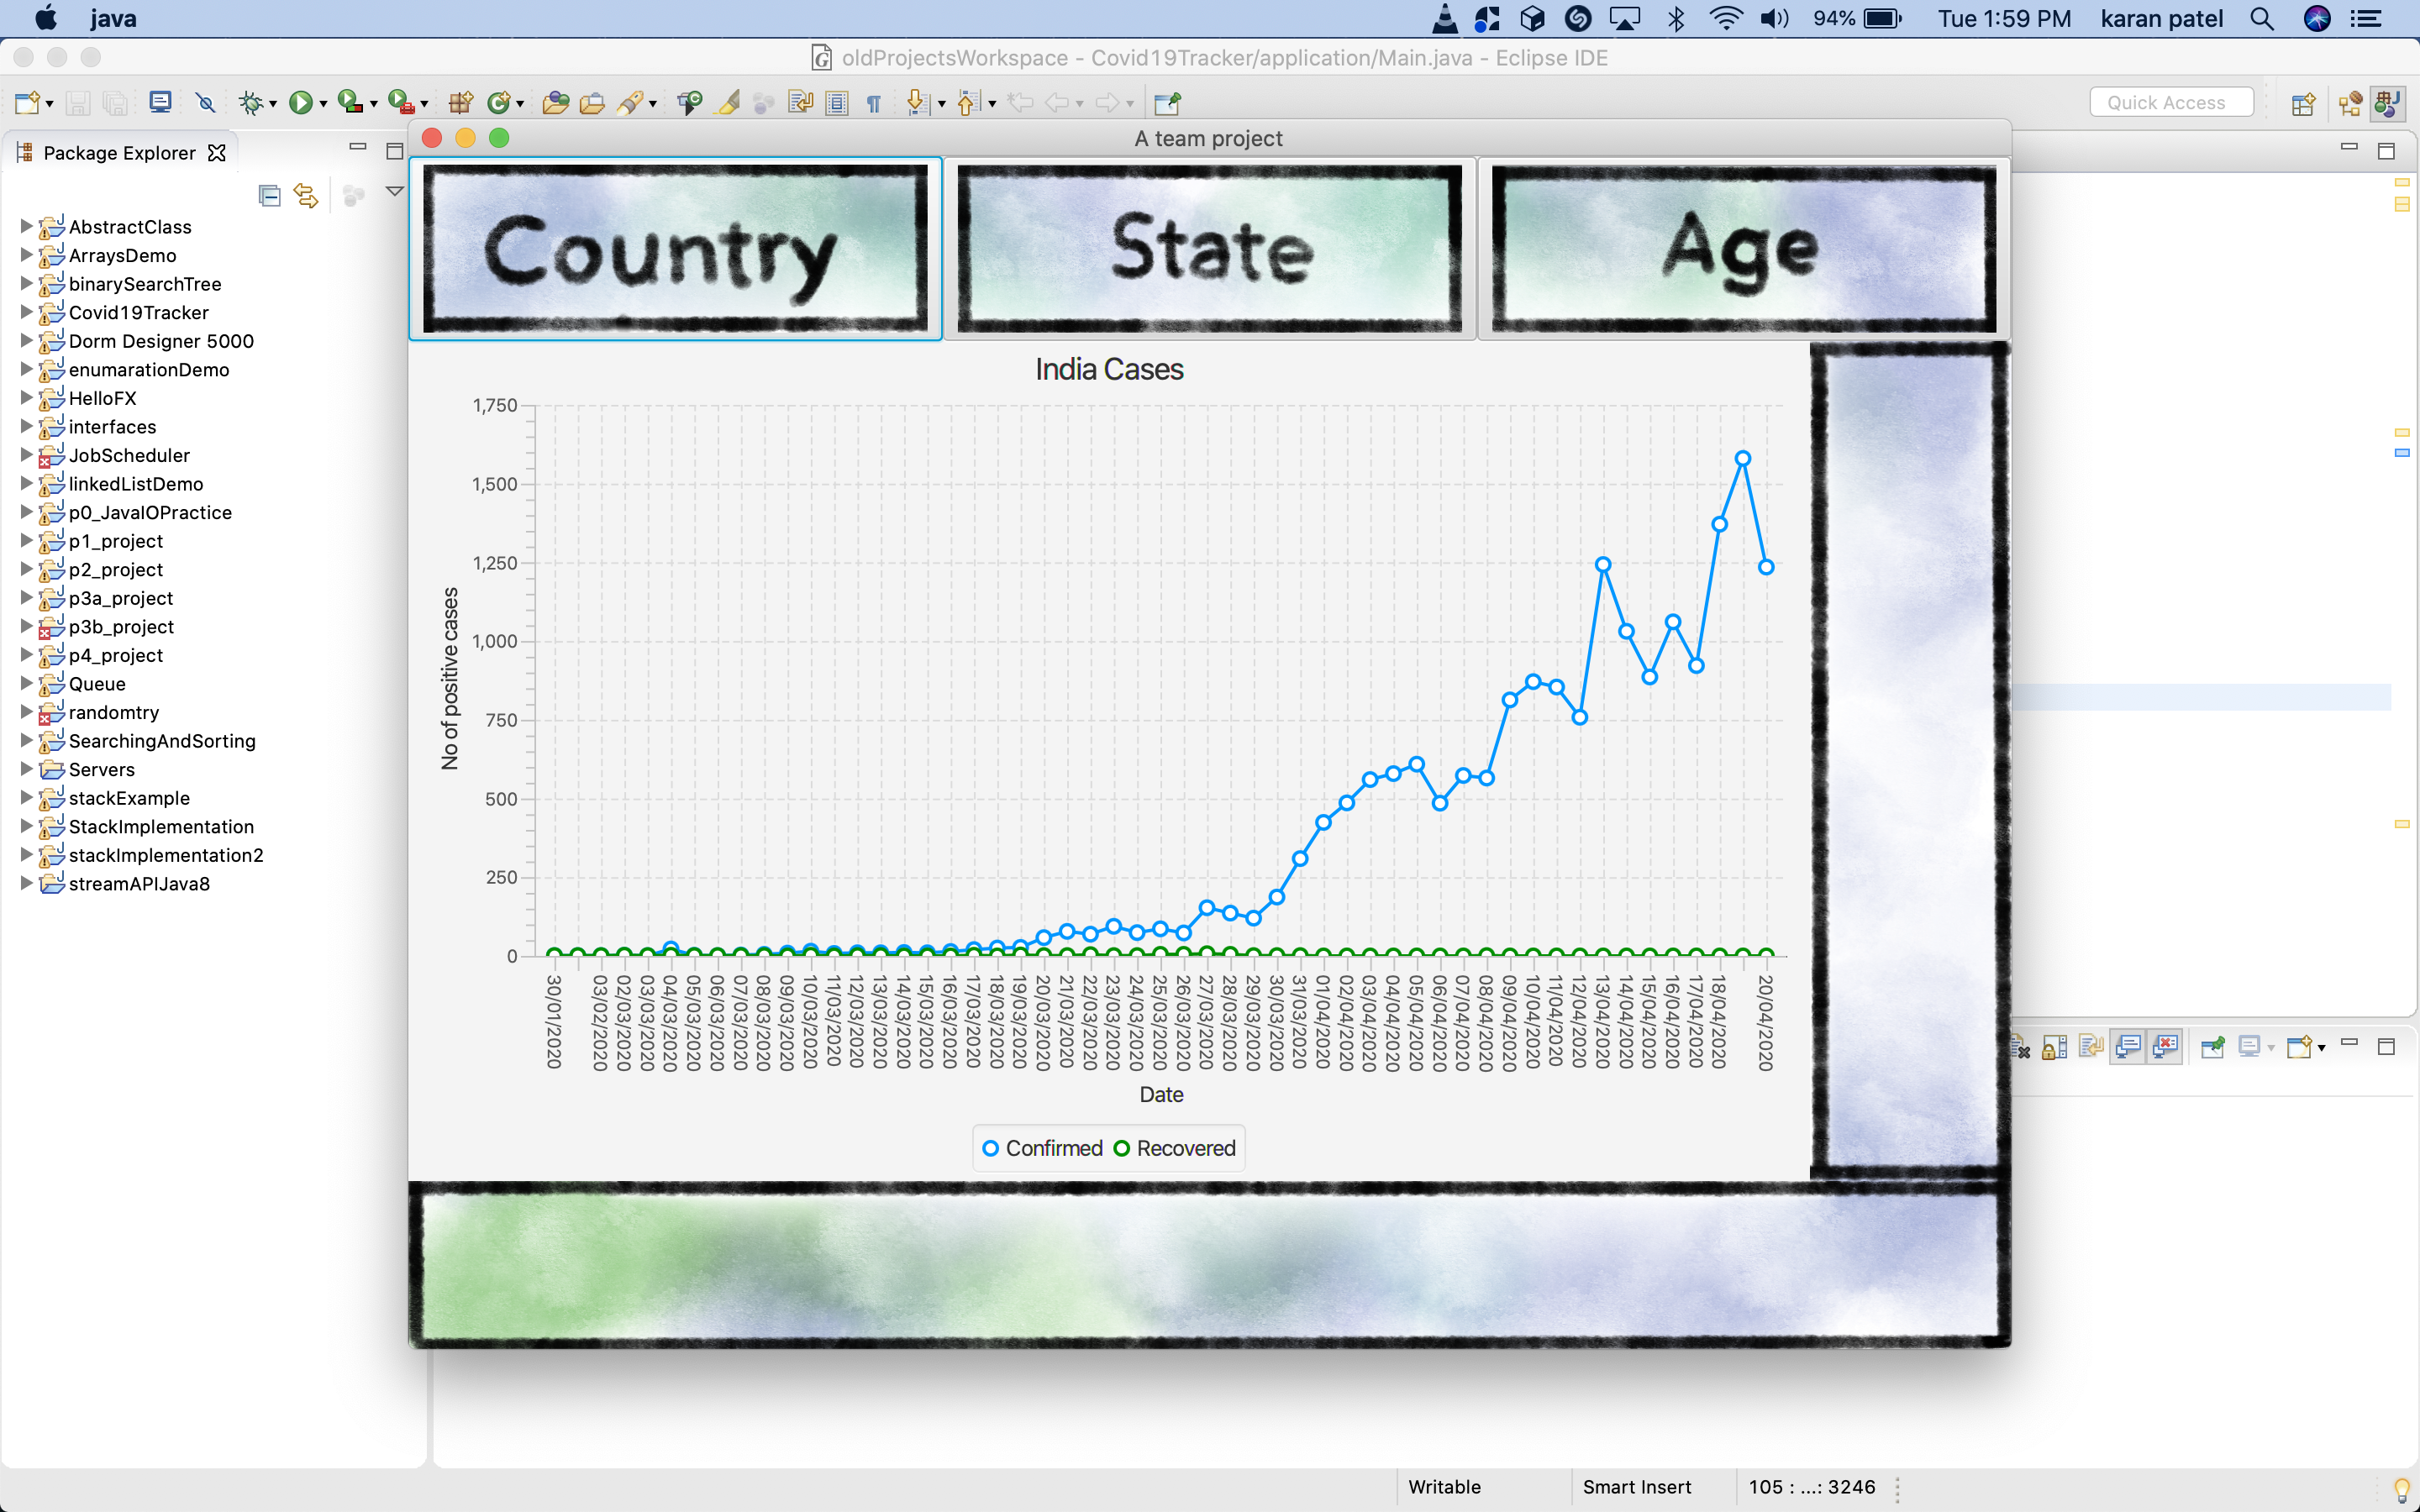 java
94%
Tue 1:59 PM
karan patel
oldProjectsWorkspace - Covid19Tracker/application/Main.java - Eclipse IDE
Quick Access
Package Explorer
A team project
AbstractClass
ArraysDemo
binarySearchTree
Covid19Tracker
Dorm Designer 5000
enumarationDemo
HelloFX
interfaces
JobScheduler
linkedListDemo
p0_JavaIOPractice
p1_project
p2_project
p3a_project
p3b_project
p4_project
Queue
randomtry
SearchingAndSorting
Servers
stackExample
StackImplementation
stackImplementation2
streamAPIJava8
Country
State
Age
India Cases
No of positive cases
1,750
1,500
1,250
1,000
750
500
250
0
30/01/2020
03/02/2020
02/03/2020
03/03/2020
04/03/2020
05/03/2020
06/03/2020
07/03/2020
08/03/2020
09/03/2020
10/03/2020
11/03/2020
12/03/2020
13/03/2020
14/03/2020
15/03/2020
16/03/2020
17/03/2020
18/03/2020
19/03/2020
20/03/2020
21/03/2020
22/03/2020
23/03/2020
24/03/2020
25/03/2020
26/03/2020
27/03/2020
28/03/2020
29/03/2020
30/03/2020
31/03/2020
01/04/2020
02/04/2020
03/04/2020
04/04/2020
05/04/2020
06/04/2020
07/04/2020
08/04/2020
09/04/2020
10/04/2020
11/04/2020
12/04/2020
13/04/2020
14/04/2020
15/04/2020
16/04/2020
17/04/2020
18/04/2020
20/04/2020
Date
Confirmed
Recovered
Writable
Smart Insert
105 : ...: 3246